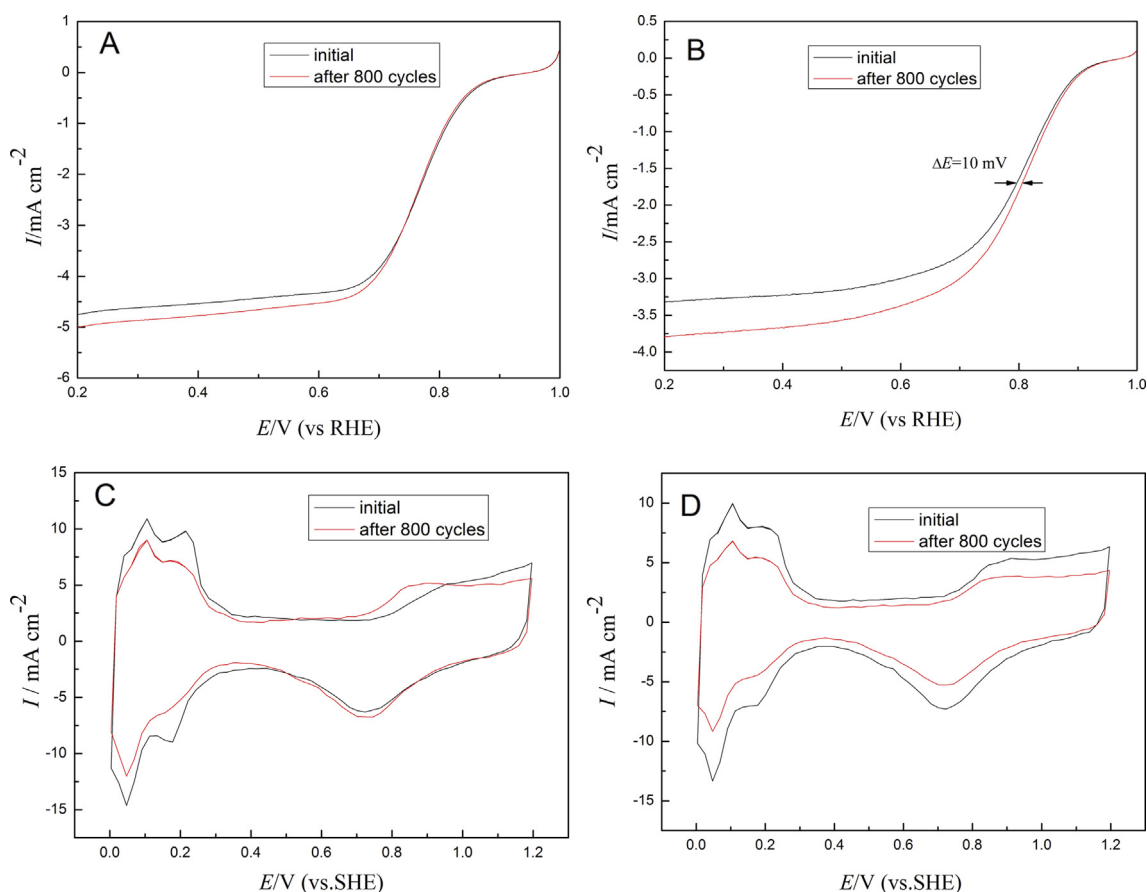 A
initial
after 800 cycles
1
0
-1
-2
-3
-4
-5
-6
0.2
0.4
0.6
0.8
1.0
I/mA cm-2
E/V (vs RHE)
B
initial
after 800 cycles
ΔE=10 mV
0.5
0.0
-0.5
-1.0
-1.5
-2.0
-2.5
-3.0
-3.5
-4.0
0.2
0.4
0.6
0.8
1.0
I/mA cm-2
E/V (vs RHE)
C
initial
after 800 cycles
15
10
5
0
-5
-10
-15
0.0
0.2
0.4
0.6
0.8
1.0
1.2
I / mA cm-2
E/V (vs.SHE)
D
initial
after 800 cycles
10
5
0
-5
-10
-15
0.0
0.2
0.4
0.6
0.8
1.0
1.2
I / mA cm-2
E/V (vs.SHE)